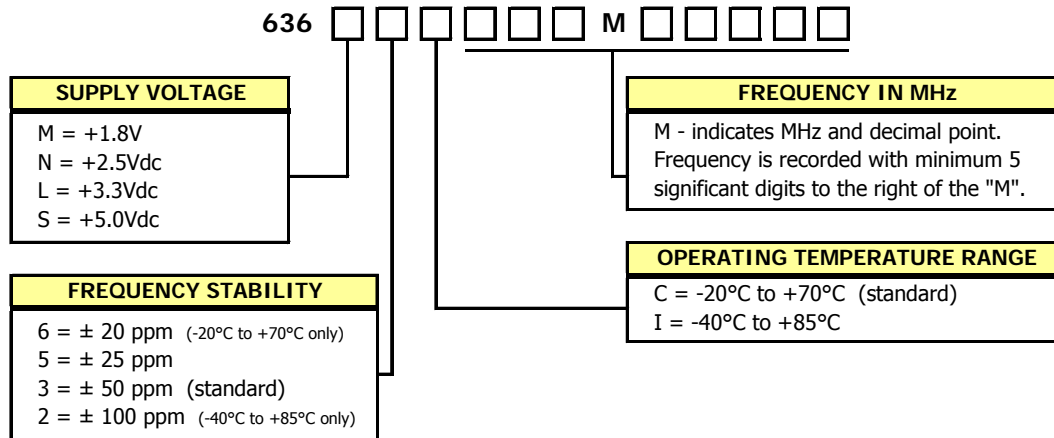 636 □ □ □ □ □ □ M □ □ □ □ □
SUPPLY VOLTAGE
M = +1.8V
N = +2.5Vdc
L = +3.3Vdc
S = +5.0Vdc
FREQUENCY IN MHz
M - indicates MHz and decimal point.
Frequency is recorded with minimum 5
significant digits to the right of the "M".
FREQUENCY STABILITY
6 = ± 20 ppm (-20°C to +70°C only)
5 = ± 25 ppm
3 = ± 50 ppm (standard)
2 = ± 100 ppm (-40°C to +85°C only)
OPERATING TEMPERATURE RANGE
C = -20°C to +70°C (standard)
I = -40°C to +85°C